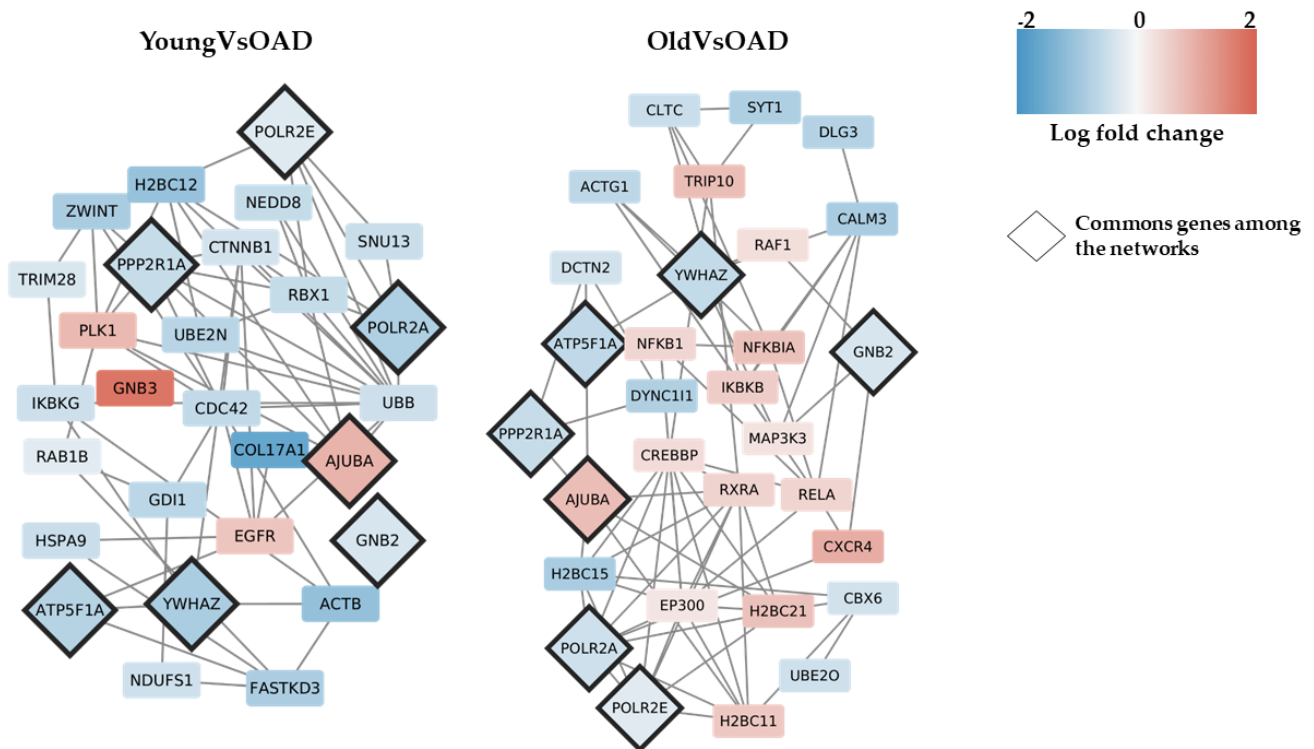 YoungVsOAD
OldVsOAD
-2 0 2
Log fold change
Commons genes among
the networks
POLR2E
H2BC12
ZWINT
NEDD8
SNU13
CTNNB1
PPP2R1A
TRIM28
RBX1
POLR2A
PLK1
UBE2N
GNB3
IKBKG
CDC42
UBB
COL17A1
RAB1B
AJUBA
GDI1
HSPA9
EGFR
GNB2
ATP5F1A
YWHAZ
ACTB
NDUFS1
FASTKD3
CLTC
SYT1
DLG3
TRIP10
ACTG1
CALM3
RAF1
DCTN2
YWHAZ
ATP5F1A
NFKB1
NFKBIA
GNB2
IKBKB
DYNC1I1
PPP2R1A
MAP3K3
CREBBP
AJUBA
RXRA
RELA
CXCR4
H2BC15
EP300
H2BC21
CBX6
POLR2A
UBE2O
POLR2E
H2BC11